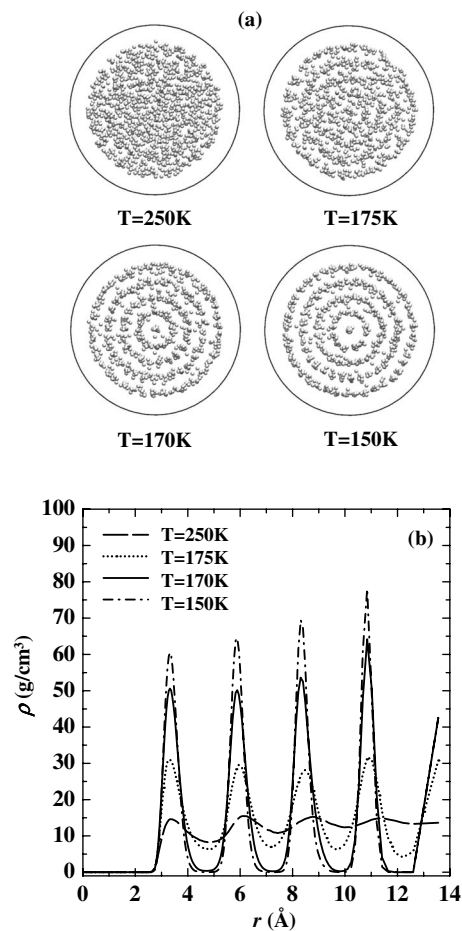 (a)
T=250K T=175K
T=170K T=150K
(b)
100
90
80
70
60
50
40
30
20
10
0
T=250K
T=175K
T=170K
T=150K
ρ (g/cm³)
0 2 4 6 8 10 12 14
r (Å)